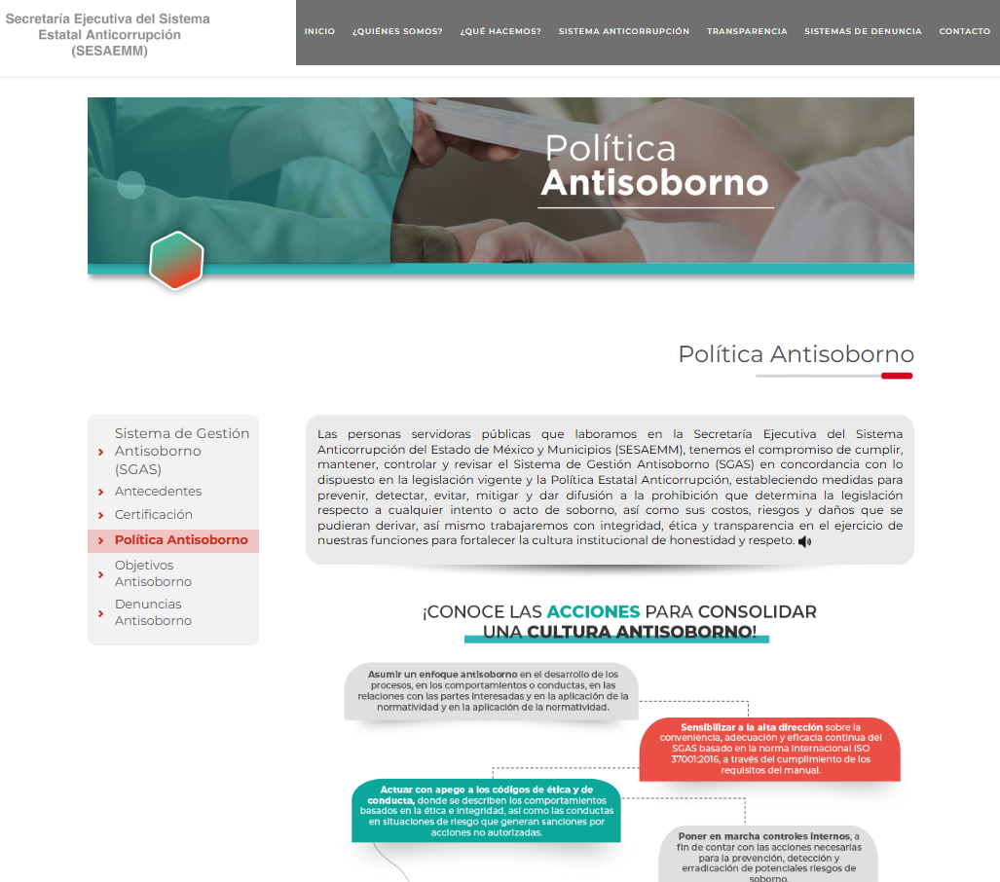 Secretaría Ejecutiva del Sistema
Estatal Anticorrupción
(SESAEMM)
INICIO ¿QUIÉNES SOMOS? ¿QUÉ HACEMOS? SISTEMA ANTICORRUPCIÓN TRANSPARENCIA SISTEMAS DE DENUNCIA CONTACTO
Política
Antisoborno
Política Antisoborno
Sistema de Gestión
Antisoborno
(SGAS)
Antecedentes
Certificación
Política Antisoborno
Objetivos
Antisoborno
Denuncias
Antisoborno
Las personas servidoras públicas que laboramos en la Secretaría Ejecutiva del Sistema
Anticorrupción del Estado de México y Municipios (SESAEMM), tenemos el compromiso de cumplir,
mantener, controlar y revisar el Sistema de Gestión Antisoborno (SGAS) en concordancia con lo
dispuesto en la legislación vigente y la Política Estatal Anticorrupción, estableciendo medidas para
prevenir, detectar, evitar, mitigar y dar difusión a la prohibición que determina la legislación
respecto a cualquier intento o acto de soborno, así como sus costos, riesgos y daños que se
pudieran derivar, así mismo trabajaremos con integridad, ética y transparencia en el ejercicio de
nuestras funciones para fortalecer la cultura institucional de honestidad y respeto.
¡CONOCE LAS ACCIONES PARA CONSOLIDAR
UNA CULTURA ANTISOBORNO!
Asumir un enfoque antisoborno en el desarrollo de los
procesos, en los comportamientos o conductas, en las
relaciones con las partes interesadas y en la aplicación de la
normatividad y en la aplicación de la normatividad.
Sensibilizar a la alta dirección sobre la
conveniencia, adecuación y eficacia continua del
SGAS basado en la norma internacional ISO
37001:2016, a través del cumplimiento de los
requisitos del manual.
Actuar con apego a los códigos de ética y de
conducta, donde se describen los comportamientos
basados en la ética e integridad, así como las conductas
en situaciones de riesgo que generan sanciones por
acciones no autorizadas.
Poner en marcha controles internos, a
fin de contar con las acciones necesarias
para la prevención, detección y
erradicación de potenciales riesgos de
soborno.